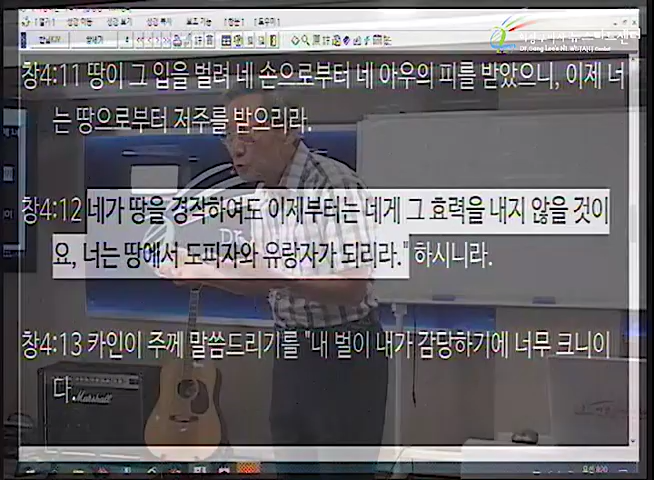 창4:11 땅이 그 입을 벌려 네 손으로부터 네 아우의 피를 받았으니, 이제 너
는 땅으로부터 저주를 받으리라.
창4:12 네가 땅을 경작하여도 이제부터는 네게 그 효력을 내지 않을 것이
요, 너는 땅에서 도피자와 유랑자가 되리라." 하시니라.
창4:13 카인이 주께 말씀드리기를 "내 벌이 내가 감당하기에 너무 크니이
다.
Marshall